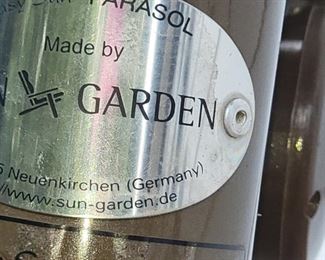 PARASOL
Made by
GARDEN
Neuenkirchen (Germany)
www.sun-garden.de